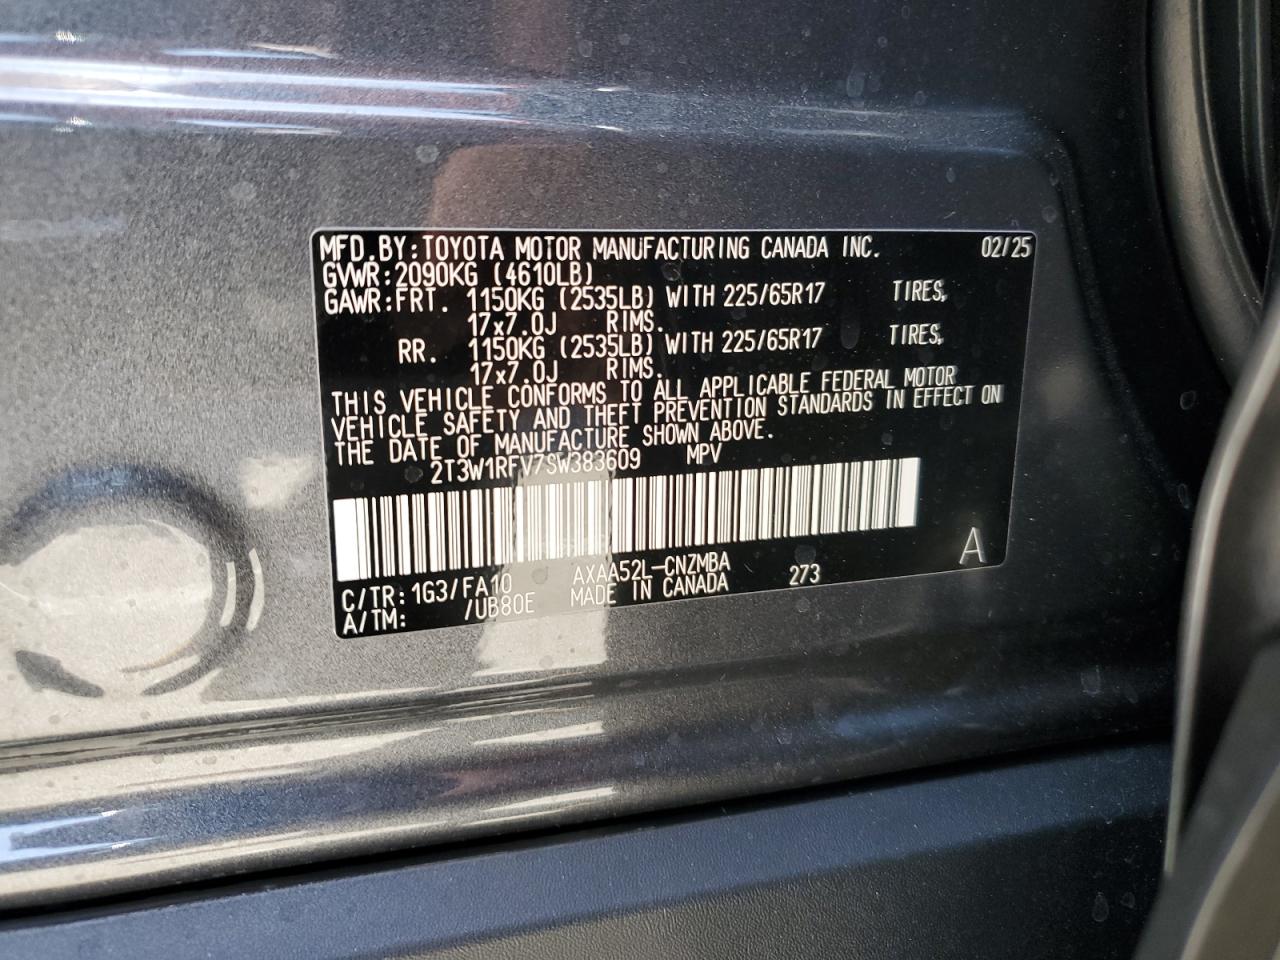 MFD.BY:TOYOTA MOTOR MANUFACTURING CANADA INC. 02/25
GVWR:2090KG (4610LB)
GAWR:FRT. 1150KG (2535LB) WITH 225/65R17 TIRES,
17x7.0J RIMS.
RR. 1150KG (2535LB) WITH 225/65R17 TIRES,
17x7.0J RIMS.
THIS VEHICLE CONFORMS TO ALL APPLICABLE FEDERAL MOTOR
VEHICLE SAFETY AND THEFT PREVENTION STANDARDS IN EFFECT ON
THE DATE OF MANUFACTURE SHOWN ABOVE.
2T3W1RFV7SW383609 MPV
C/TR:1G3/FA10 AXAA52L-CNZMBA 273 A
A/TM: /UB80E MADE IN CANADA